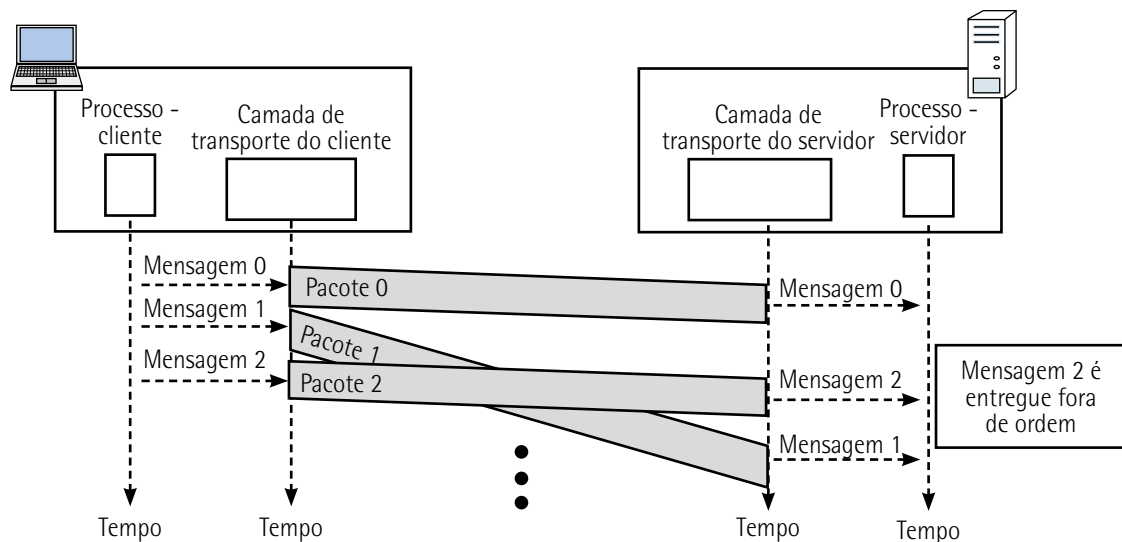 Processo -
cliente
Camada de
transporte do cliente
Camada de
transporte do servidor
Processo -
servidor
Mensagem 0
Pacote 0
Mensagem 0
Mensagem 1
Pacote 1
Mensagem 2
Pacote 2
Mensagem 2
Mensagem 1
Mensagem 2 é
entregue fora
de ordem
Tempo
Tempo
Tempo
Tempo